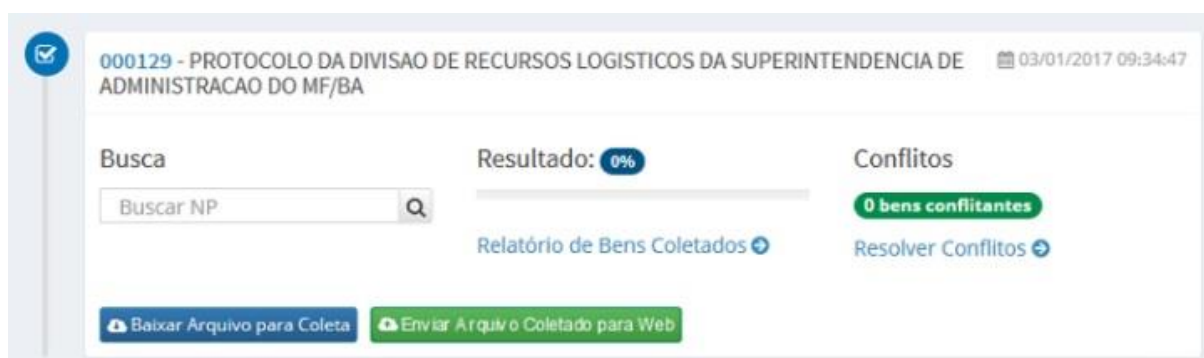 000129 - PROTOCOLO DA DIVISAO DE RECURSOS LOGISTICOS DA SUPERINTENDENCIA DE
ADMINISTRACAO DO MF/BA
03/01/2017 09:34:47
Busca
Buscar NP
Resultado: 0%
Relatório de Bens Coletados
Conflitos
0 bens conflitantes
Resolver Conflitos
Baixar Arquivo para Coleta
Enviar Arquivo Coletado para Web